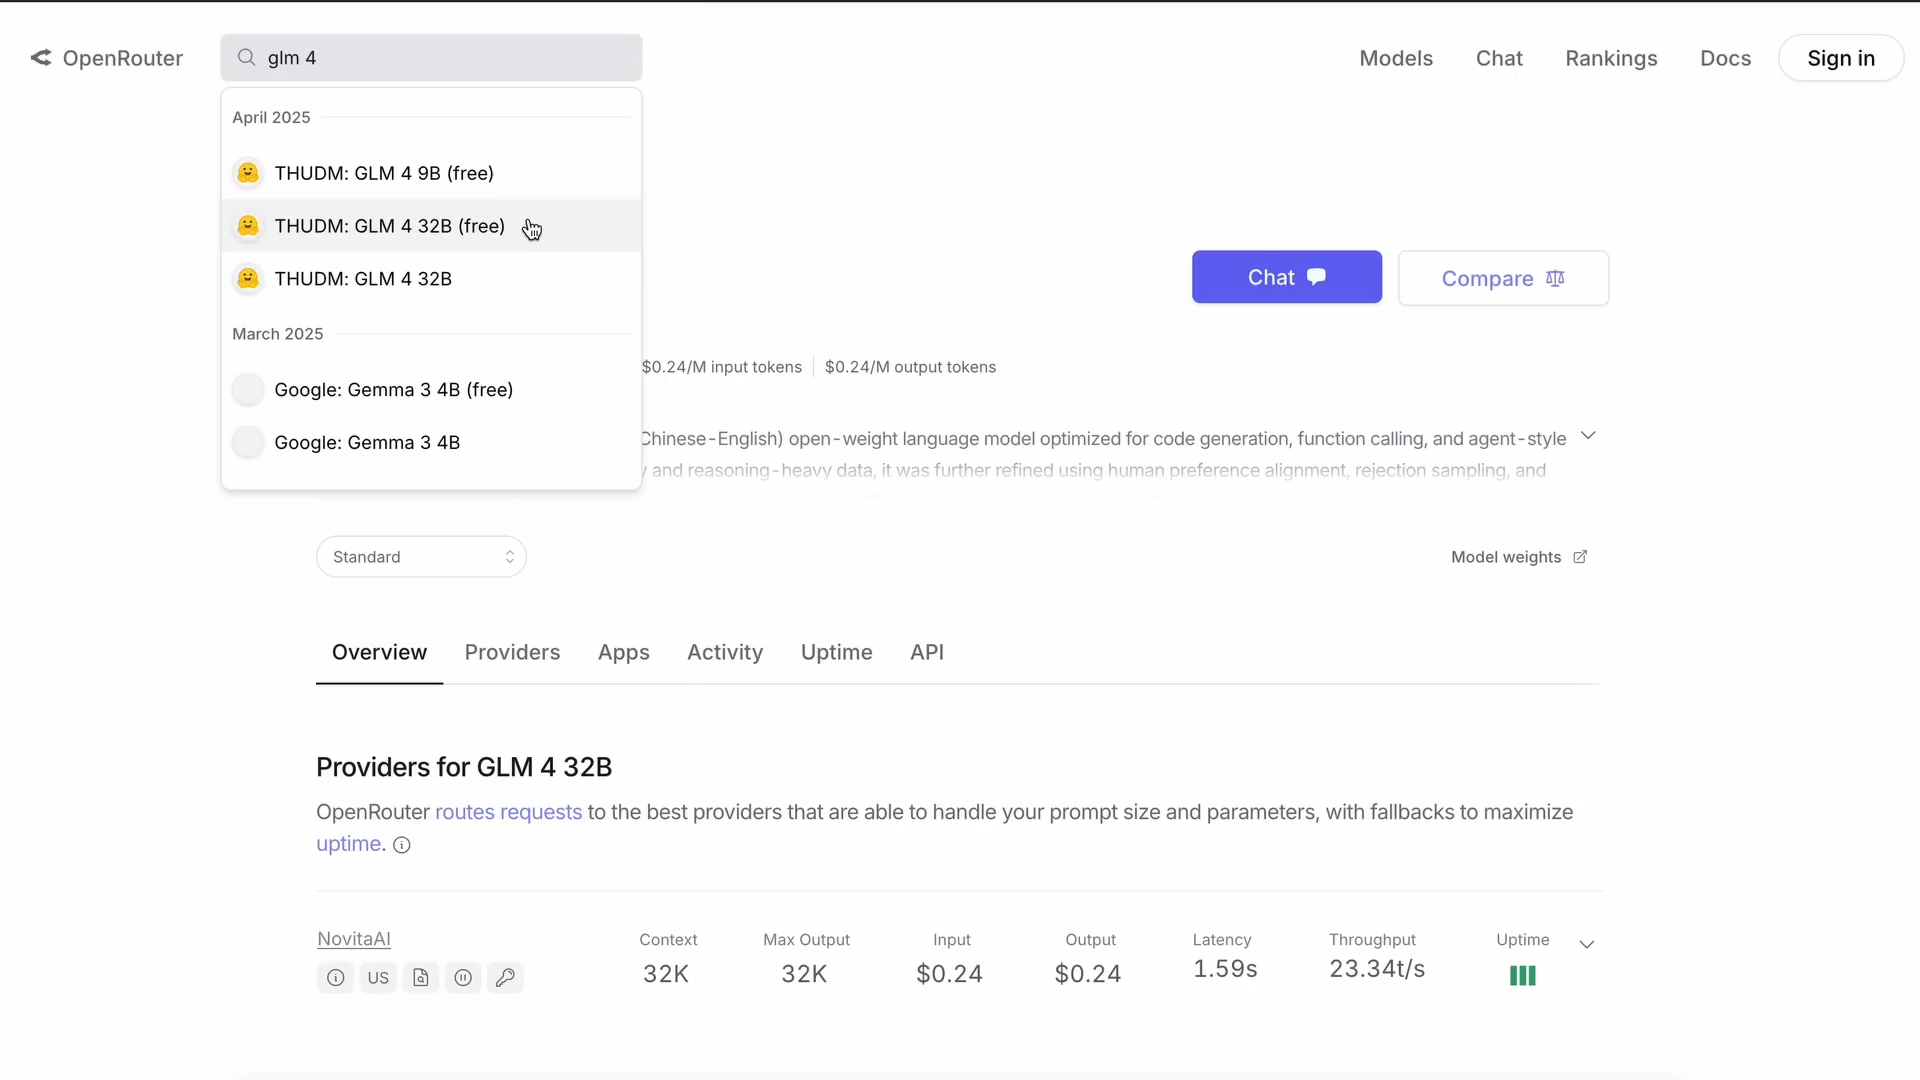 OpenRouter
glm 4
Models
Chat
Rankings
Docs
Sign in
April 2025
THUDM: GLM 4 9B (free)
THUDM: GLM 4 32B (free)
THUDM: GLM 4 32B
March 2025
Google: Gemma 3 4B (free)
Google: Gemma 3 4B
Chat
Compare
$0.24/M input tokens
$0.24/M output tokens
Chinese-English) open-weight language model optimized for code generation, function calling, and agent-style
and reasoning-heavy data, it was further refined using human preference alignment, rejection sampling, and
Standard
Model weights
Overview
Providers
Apps
Activity
Uptime
API
Providers for GLM 4 32B
OpenRouter routes requests to the best providers that are able to handle your prompt size and parameters, with fallbacks to maximize
uptime.
NovitaAI
US
Context
32K
Max Output
32K
Input
$0.24
Output
$0.24
Latency
1.59s
Throughput
23.34t/s
Uptime